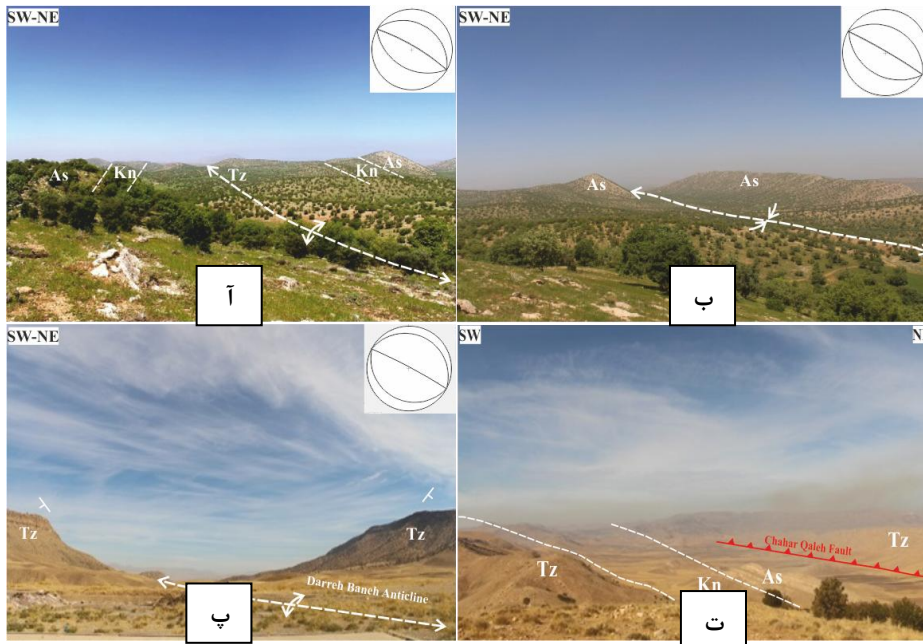 SW-NE
As
Kn
Tz
Kn
As
آ
SW-NE
As
As
ب
SW-NE
Tz
Tz
Darreh Baneh Anticline
پ
SW
Tz
Kn
As
Chahar Qaleh Fault
Tz
ت